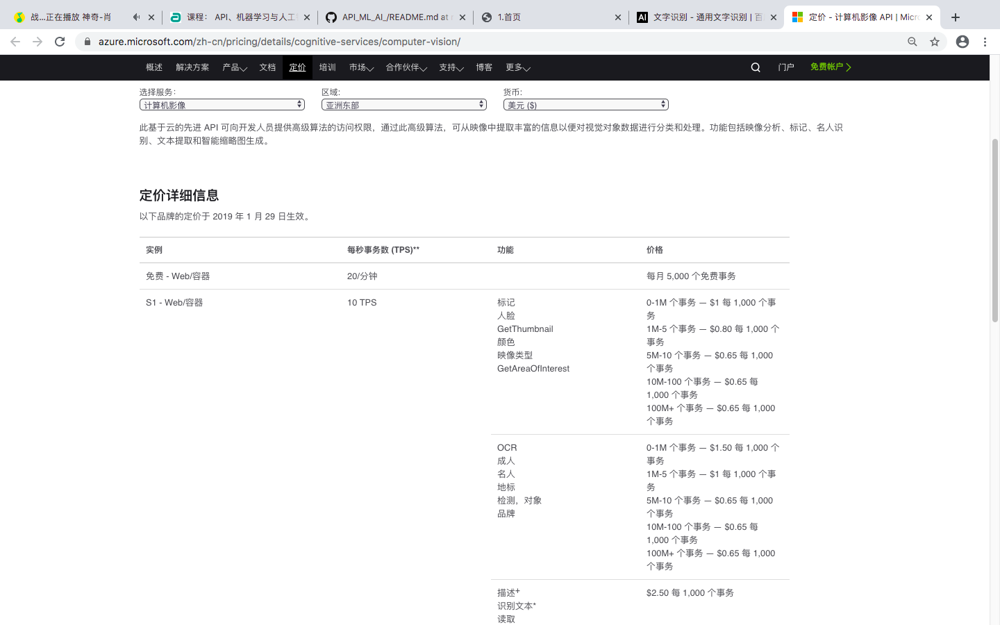 战...正在播放 神奇-肖
课程： API、机器学习与人工
API_ML_AI_/README.md at
1.首页
文字识别 - 通用文字识别 | 百
定价 - 计算机影像 API | Micro
azure.microsoft.com/zh-cn/pricing/details/cognitive-services/computer-vision/
概述 解决方案 产品 文档 定价 培训 市场 合作伙伴 支持 博客 更多 门户 免费帐户
选择服务: 区域: 货币:
计算机影像 亚洲东部 美元 ($)
此基于云的先进 API 可向开发人员提供高级算法的访问权限，通过此高级算法，可从映像中提取丰富的信息以便对视觉对象数据进行分类和处理。功能包括映像分析、标记、名人识
别、文本提取和智能缩略图生成。
定价详细信息
以下品牌的定价于 2019 年 1 月 29 日生效。
实例 每秒事务数 (TPS)** 功能 价格
免费 - Web/容器 20/分钟 每月 5,000 个免费事务
S1 - Web/容器 10 TPS
标记
人脸
GetThumbnail
颜色
映像类型
GetAreaOfInterest
0-1M 个事务 — $1 每 1,000 个事
务
1M-5 个事务 — $0.80 每 1,000 个
事务
5M-10 个事务 — $0.65 每 1,000
个事务
10M-100 个事务 — $0.65 每
1,000 个事务
100M+ 个事务 — $0.65 每 1,000
个事务
OCR
成人
名人
地标
检测，对象
品牌
0-1M 个事务 — $1.50 每 1,000 个
事务
1M-5 个事务 — $1 每 1,000 个事
务
5M-10 个事务 — $0.65 每 1,000
个事务
10M-100 个事务 — $0.65 每
1,000 个事务
100M+ 个事务 — $0.65 每 1,000
个事务
描述+
识别文本*
读取
$2.50 每 1,000 个事务